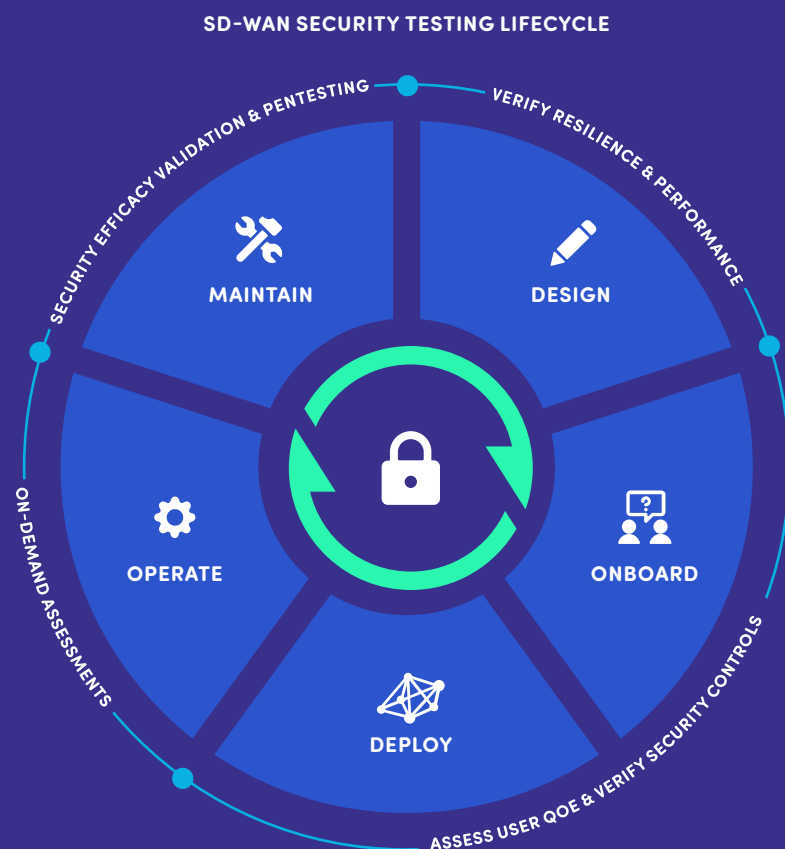 SD-WAN SECURITY TESTING LIFECYCLE
SECURITY EFFICACY VALIDATION & PENTESTING
VERIFY RESILIENCE & PERFORMANCE
MAINTAIN
DESIGN
?
OPERATE
ONBOARD
ON-DEMAND ASSESSMENTS
DEPLOY
ASSESS USER QOE & VERIFY SECURITY CONTROLS